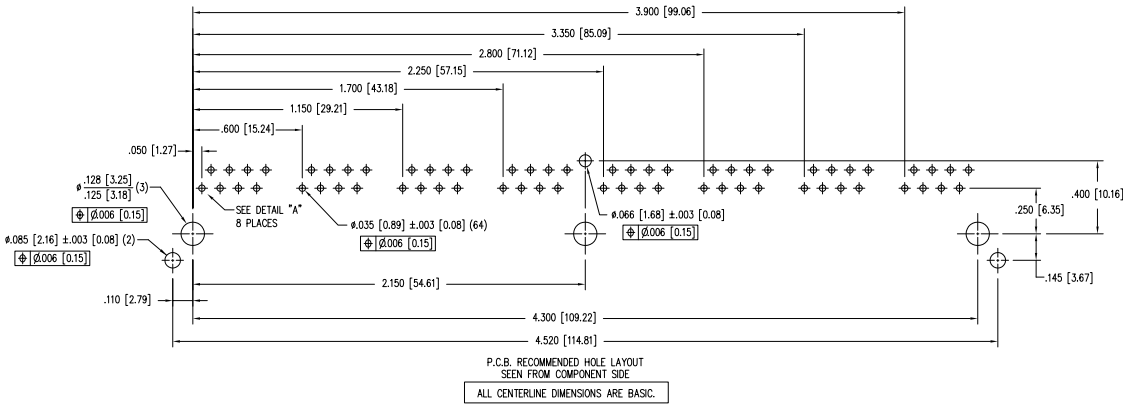 3.900 [99.06]
3.350 [85.09]
2.800 [71.12]
2.250 [57.15]
1.700 [43.18]
1.150 [29.21]
.600 [15.24]
.050 [1.27]
ø .128 [3.25] (3)
.125 [3.18]
⌖ Ø.006 [0.15]
SEE DETAIL "A"
8 PLACES
ø.035 [0.89] ±.003 [0.08] (64)
⌖ Ø.006 [0.15]
ø.066 [1.68] ±.003 [0.08]
⌖ Ø.006 [0.15]
.400 [10.16]
.250 [6.35]
ø.085 [2.16] ±.003 [0.08] (2)
⌖ Ø.006 [0.15]
.145 [3.67]
2.150 [54.61]
.110 [2.79]
4.300 [109.22]
4.520 [114.81]
P.C.B. RECOMMENDED HOLE LAYOUT
SEEN FROM COMPONENT SIDE
ALL CENTERLINE DIMENSIONS ARE BASIC.